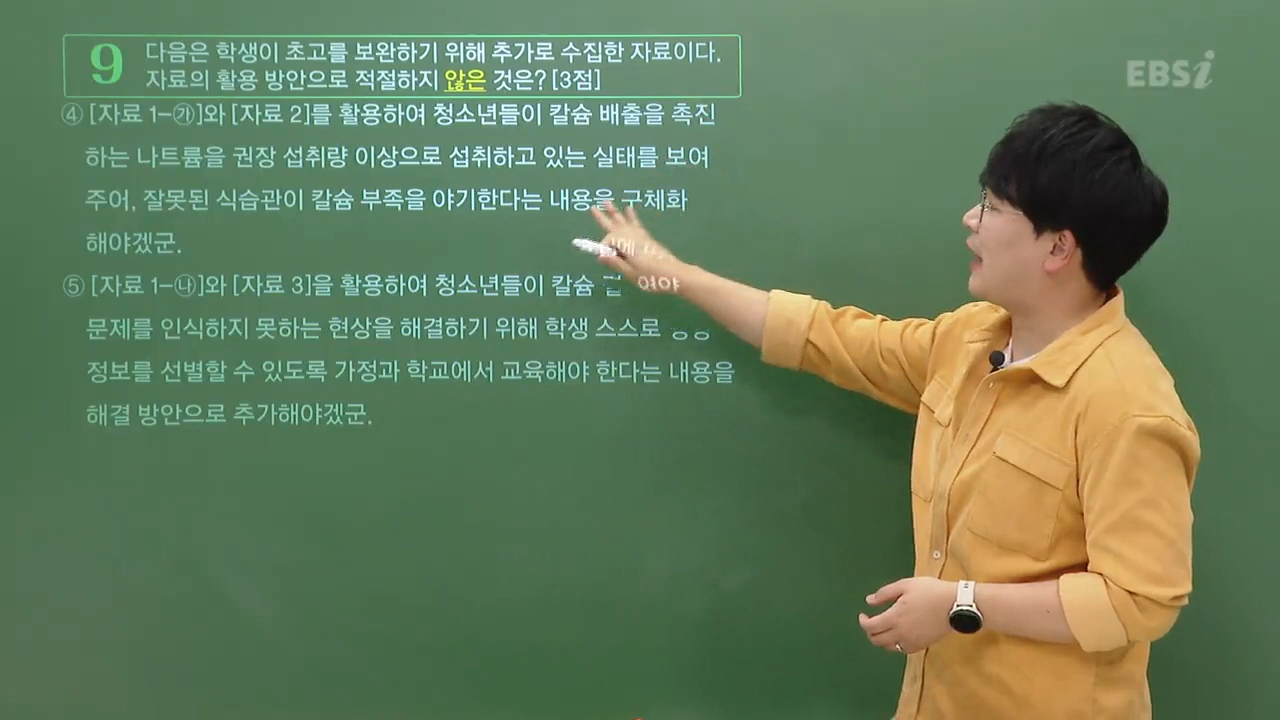 9 다음은 학생이 초고를 보완하기 위해 추가로 수집한 자료이다.
자료의 활용 방안으로 적절하지 않은 것은? [3점]
EBSi
④ [자료 1-㉮]와 [자료 2]를 활용하여 청소년들이 칼슘 배출을 촉진
하는 나트륨을 권장 섭취량 이상으로 섭취하고 있는 실태를 보여
주어, 잘못된 식습관이 칼슘 부족을 야기한다는 내용을 구체화
해야겠군.
⑤ [자료 1-㉯]와 [자료 3]을 활용하여 청소년들이 칼슘
문제를 인식하지 못하는 현상을 해결하기 위해 학생 스스로
정보를 선별할 수 있도록 가정과 학교에서 교육해야 한다는 내용을
해결 방안으로 추가해야겠군.